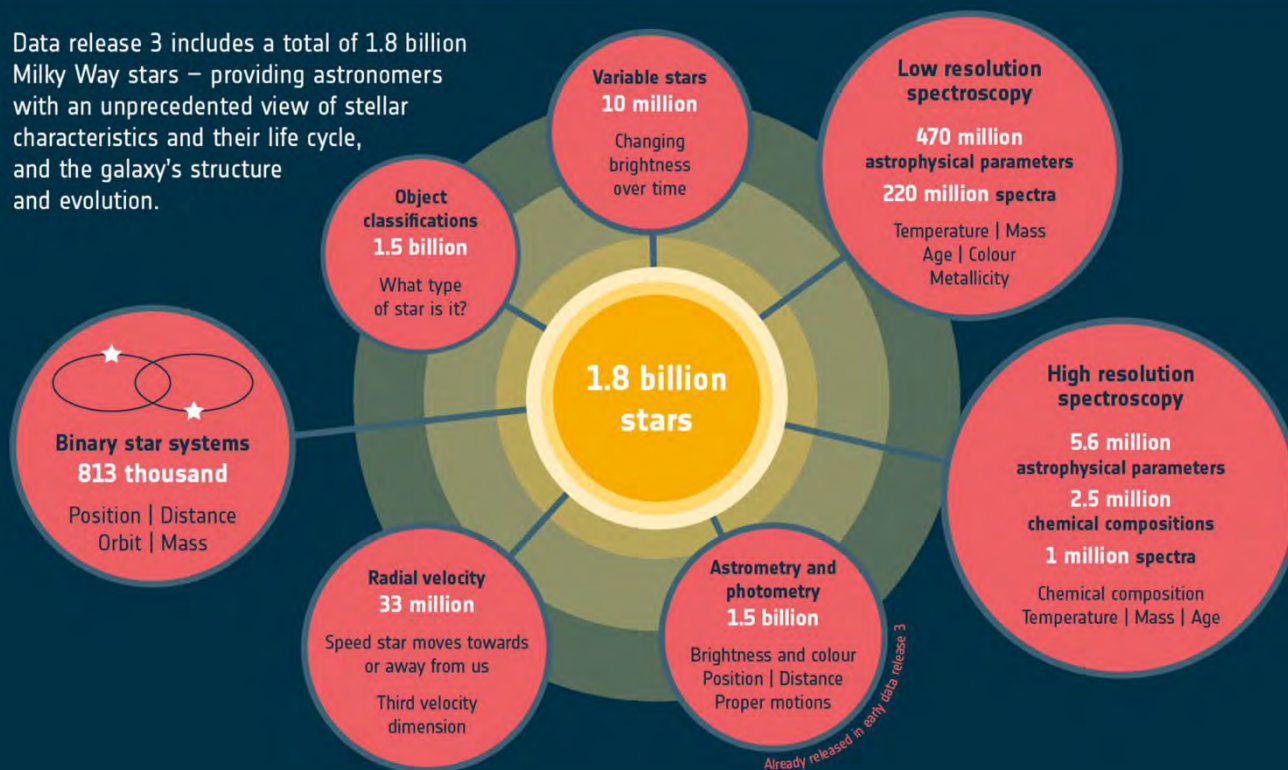 Data release 3 includes a total of 1.8 billion
Milky Way stars – providing astronomers
with an unprecedented view of stellar
characteristics and their life cycle,
and the galaxy's structure
and evolution.
Variable stars
10 million
Changing
brightness
over time
Low resolution
spectroscopy
470 million
astrophysical parameters
220 million spectra
Temperature | Mass
Age | Colour
Metallicity
Object
classifications
1.5 billion
What type
of star is it?
1.8 billion
stars
Binary star systems
813 thousand
Position | Distance
Orbit | Mass
High resolution
spectroscopy
5.6 million
astrophysical parameters
2.5 million
chemical compositions
1 million spectra
Chemical composition
Temperature | Mass | Age
Radial velocity
33 million
Speed star moves towards
or away from us
Third velocity
dimension
Astrometry and
photometry
1.5 billion
Brightness and colour
Position | Distance
Proper motions
Already released in early data release 3